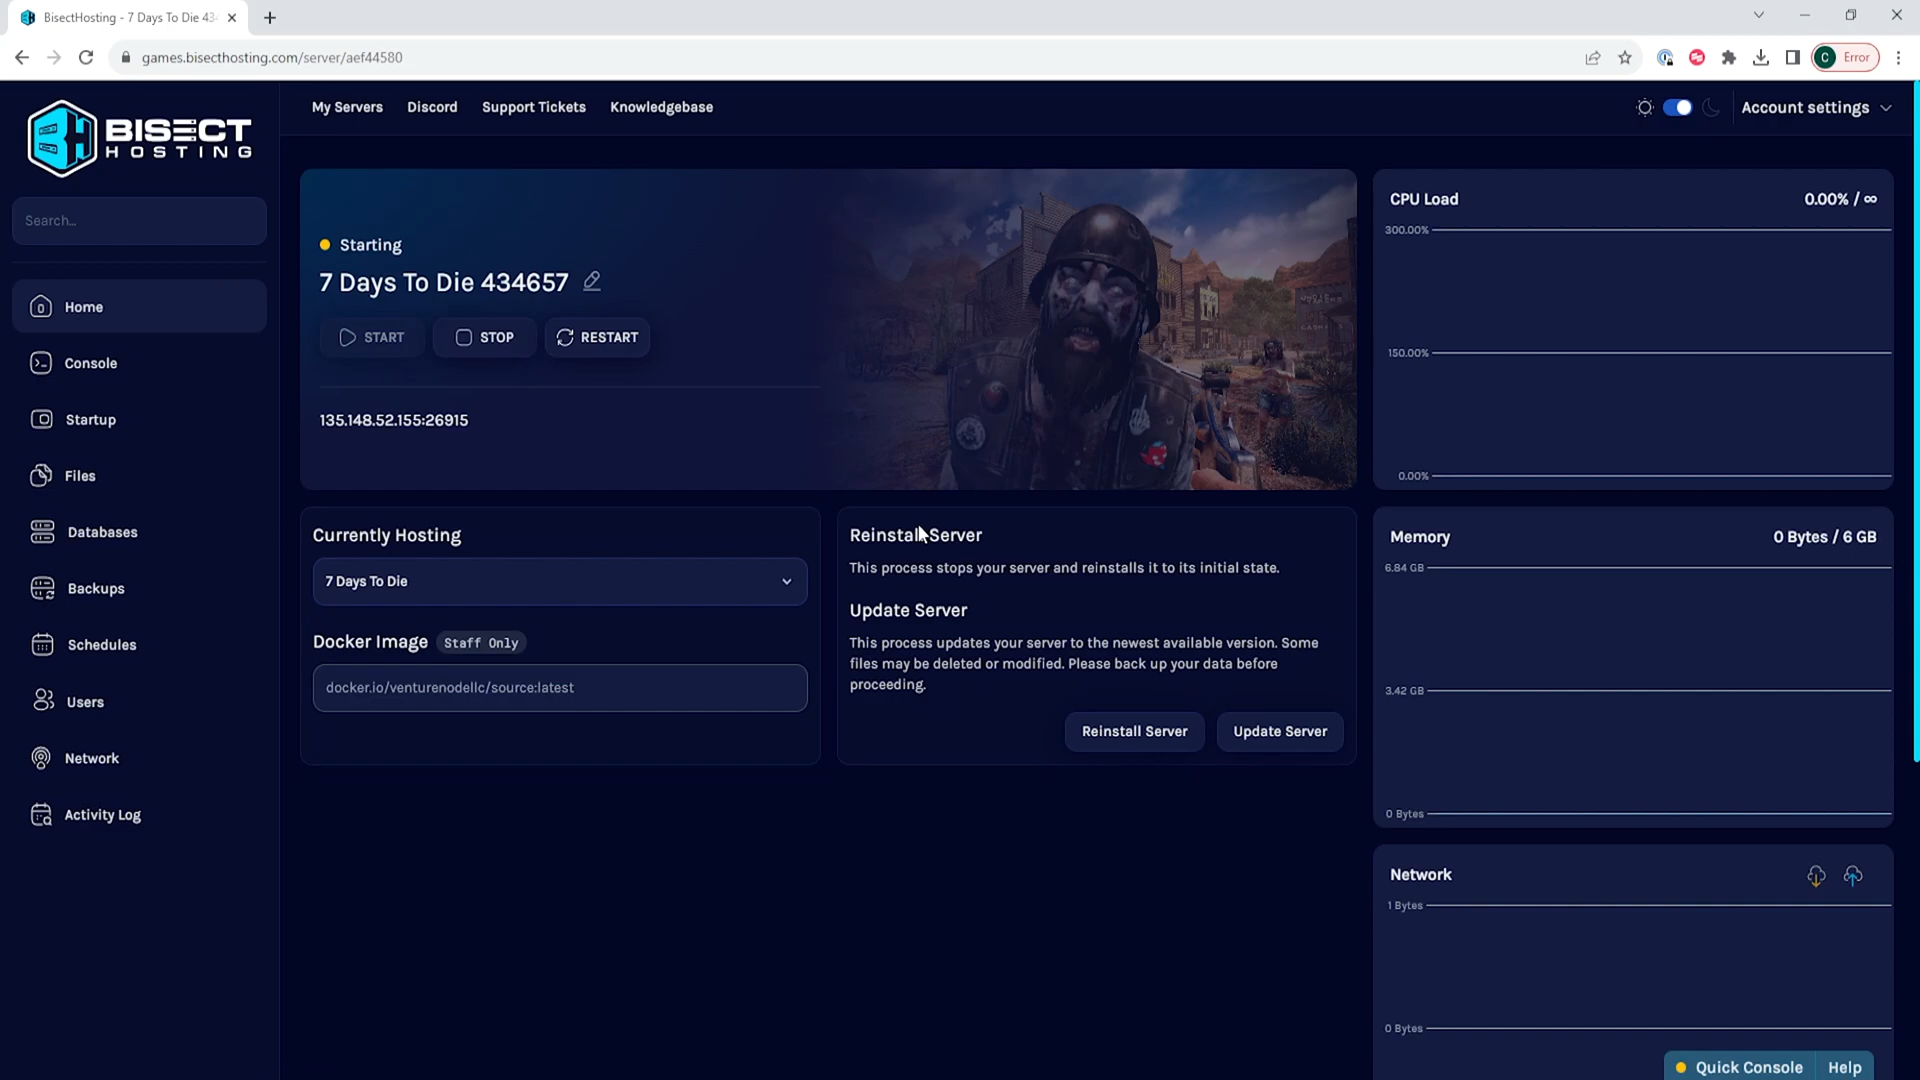 BisectHosting - 7 Days To Die 434
games.bisecthosting.com/server/aef44580
C Error
BISECT
HOSTING
My Servers Discord Support Tickets Knowledgebase
Account settings
Search...
Home
Console
Startup
Files
Databases
Backups
Schedules
Users
Network
Activity Log
Starting
7 Days To Die 434657
START STOP RESTART
135.148.52.155:26915
Currently Hosting
7 Days To Die
Docker Image Staff Only
docker.io/venturenodellc/source:latest
Reinstall Server
This process stops your server and reinstalls it to its initial state.
Update Server
This process updates your server to the newest available version. Some
files may be deleted or modified. Please back up your data before
proceeding.
Reinstall Server Update Server
CPU Load 0.00% / ∞
300.00%
150.00%
0.00%
Memory 0 Bytes / 6 GB
6.84 GB
3.42 GB
0 Bytes
Network
1 Bytes
0 Bytes
Quick Console Help